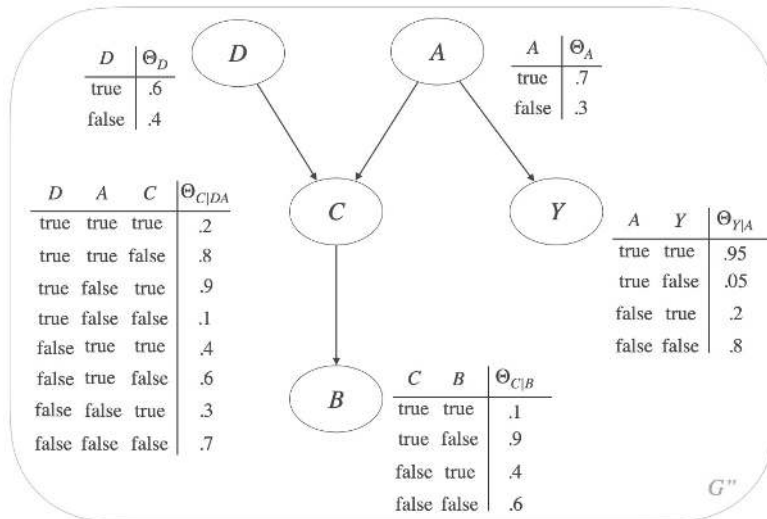 D Θ_D
true .6
false .4
D
A
A Θ_A
true .7
false .3
D A C Θ_{C|DA}
true true true .2
true true false .8
true false true .9
true false false .1
false true true .4
false true false .6
false false true .3
false false false .7
C
Y
A Y Θ_{Y|A}
true true .95
true false .05
false true .2
false false .8
B
C B Θ_{C|B}
true true .1
true false .9
false true .4
false false .6
G”